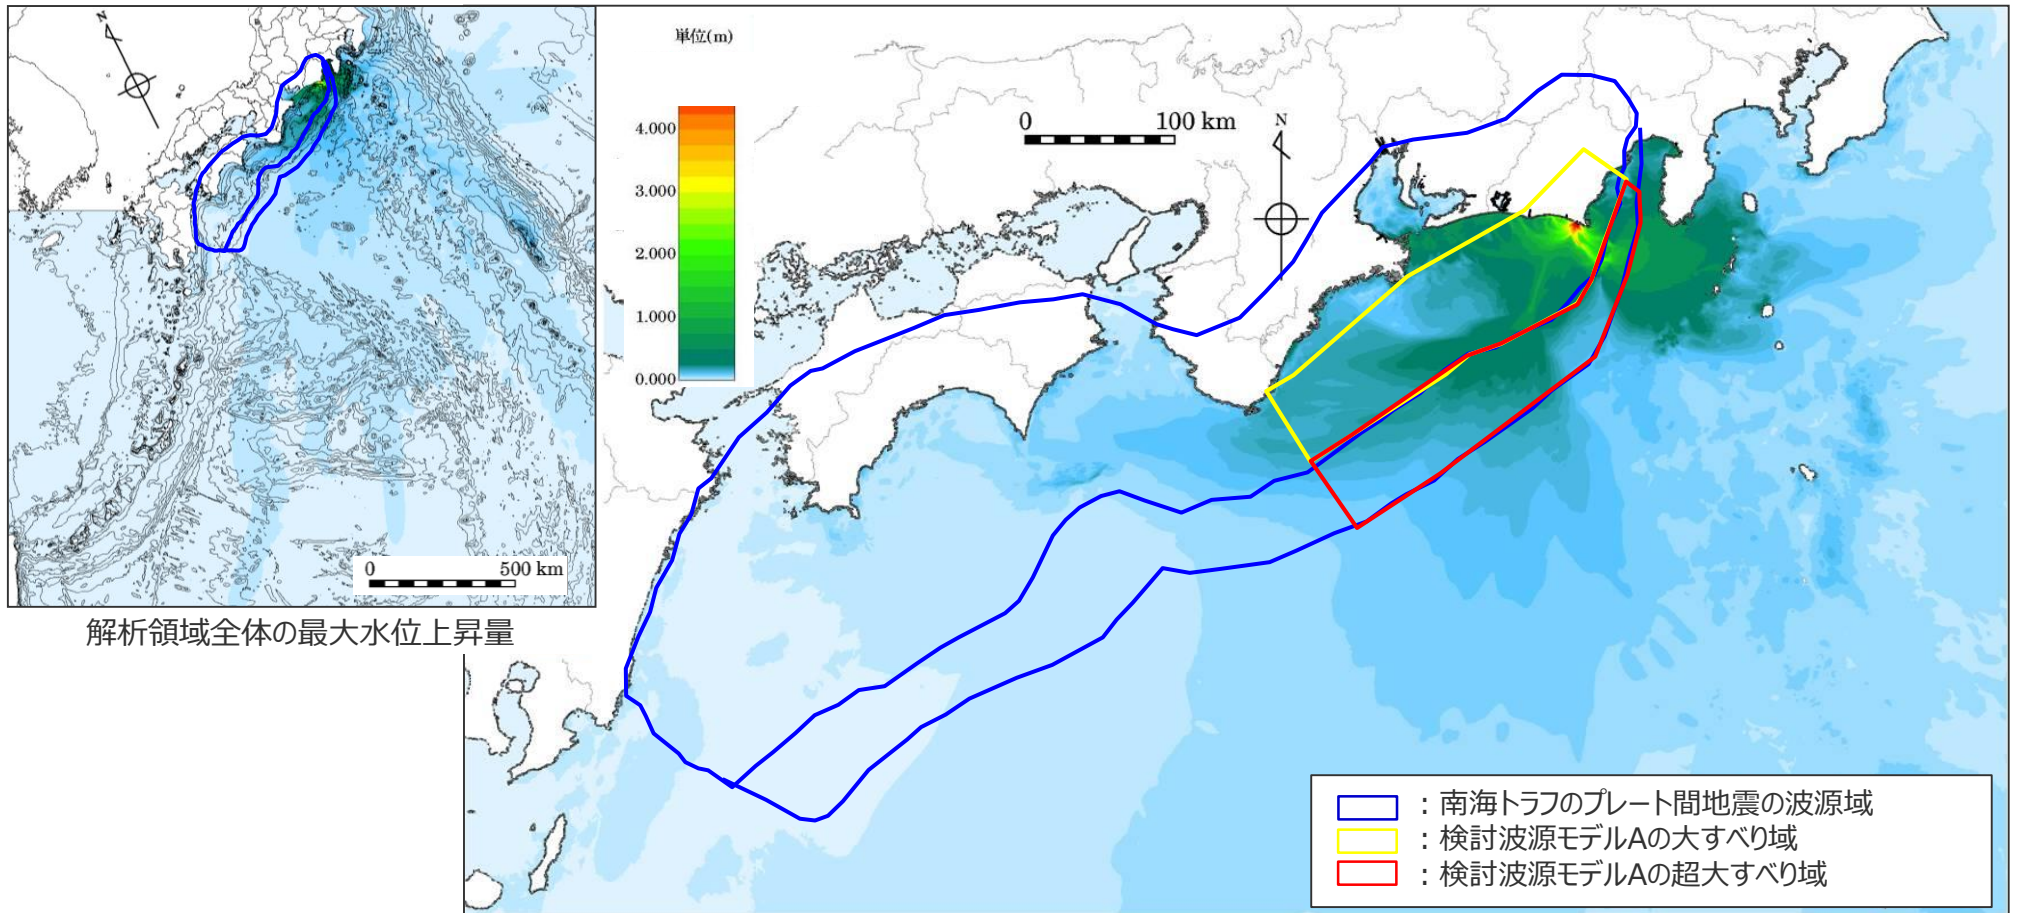 N
0 500 km
解析領域全体の最大水位上昇量
単位(m)
4.000
3.000
2.000
1.000
0.000
0 100 km
N
：南海トラフのプレート間地震の波源域
：検討波源モデルAの大すべり域
：検討波源モデルAの超大すべり域